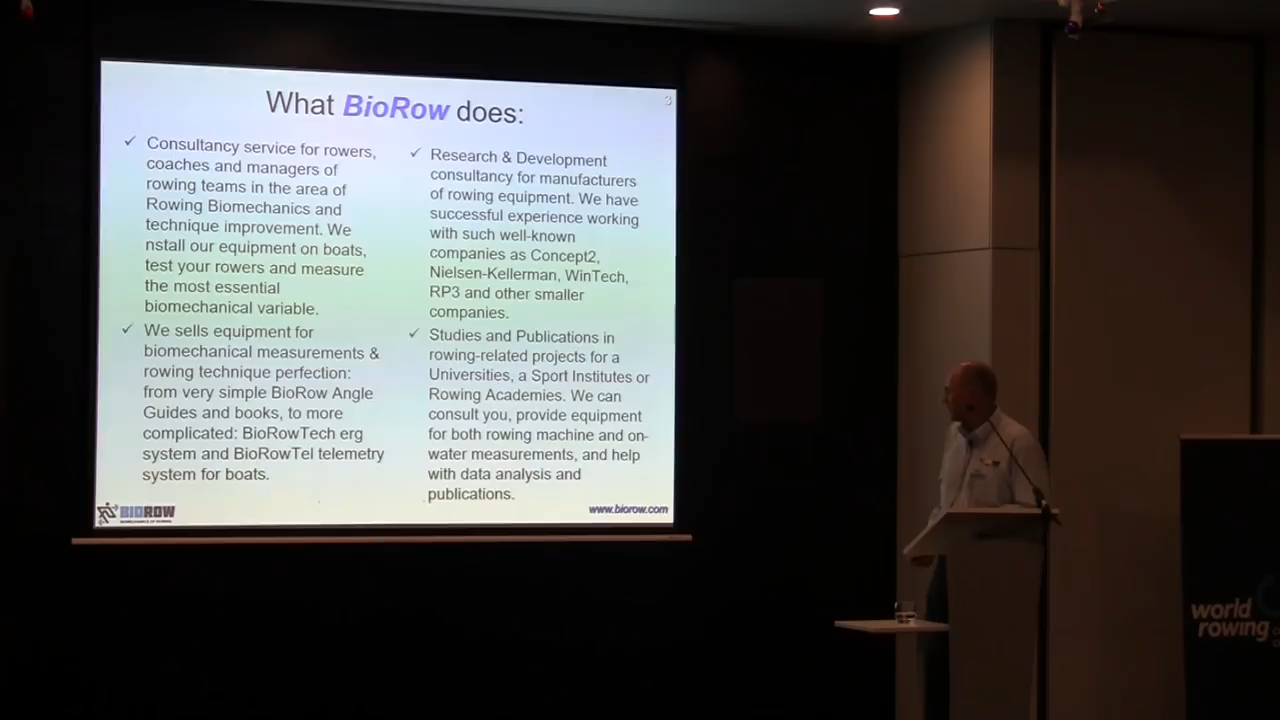 What BioRow does:
3
✓ Consultancy service for rowers,
coaches and managers of
rowing teams in the area of
Rowing Biomechanics and
technique improvement. We
nstall our equipment on boats,
test your rowers and measure
the most essential
biomechanical variable.
✓ We sells equipment for
biomechanical measurements &
rowing technique perfection:
from very simple BioRow Angle
Guides and books, to more
complicated: BioRowTech erg
system and BioRowTel telemetry
system for boats.
✓ Research & Development
consultancy for manufacturers
of rowing equipment. We have
successful experience working
with such well-known
companies as Concept2,
Nielsen-Kellerman, WinTech,
RP3 and other smaller
companies.
✓ Studies and Publications in
rowing-related projects for a
Universities, a Sport Institutes or
Rowing Academies. We can
consult you, provide equipment
for both rowing machine and on-
water measurements, and help
with data analysis and
publications.
BIOROW
BIOMECHANICS OF ROWING
www.biorow.com
world
rowing